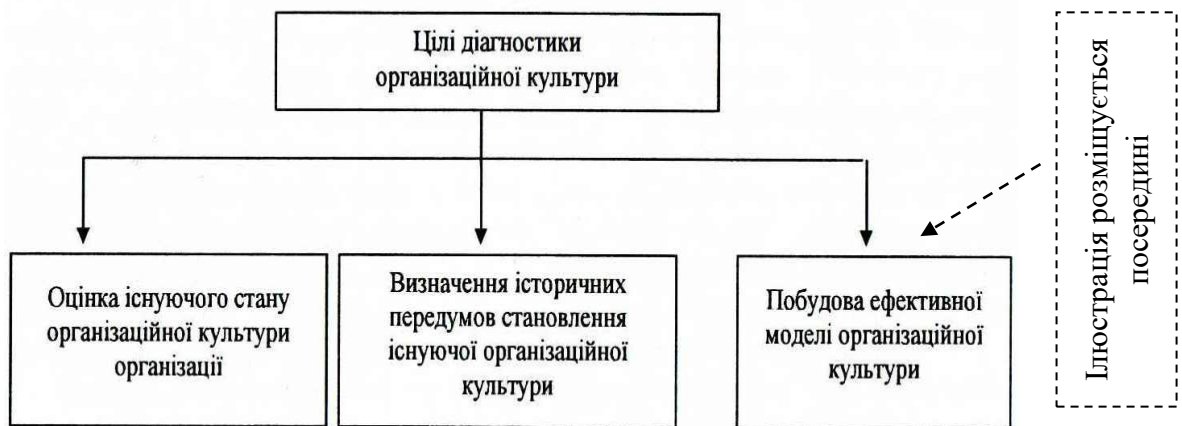 Цілі діагностики
організаційної культури
Оцінка існуючого стану
організаційної культури
організації
Визначення історичних
передумов становлення
існуючої організаційної
культури
Побудова ефективної
моделі організаційної
культури
Ілюстрація розміщується
посередині